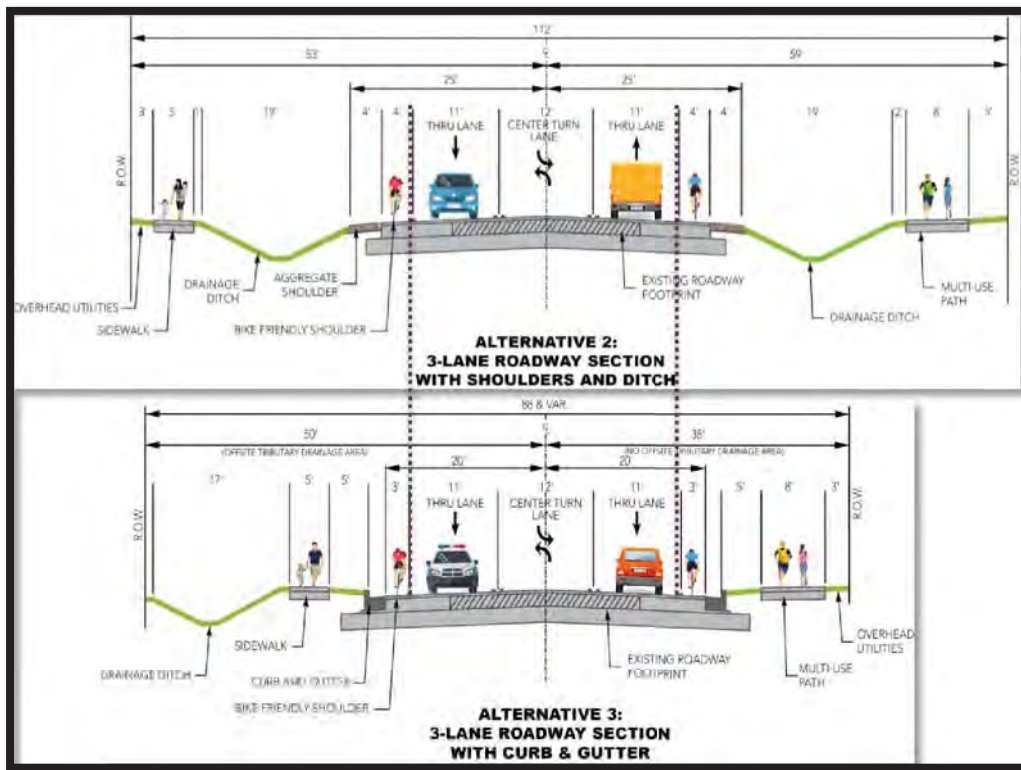 112'
53'
59'
25'
25'
3' 5' 19' 4' 4' 11' 12' 11' 4' 4' 19' 2' 8' 3'
THRU LANE
CENTER TURN
LANE
THRU LANE
R.O.W.
R.O.W.
OVERHEAD UTILITIES
SIDEWALK
DRAINAGE
DITCH
AGGREGATE
SHOULDER
BIKE FRIENDLY SHOULDER
EXISTING ROADWAY
FOOTPRINT
DRAINAGE DITCH
MULTI-USE
PATH
ALTERNATIVE 2:
3-LANE ROADWAY SECTION
WITH SHOULDERS AND DITCH
88 & VAR.
50'
38'
(OFFSITE TRIBUTARY DRAINAGE AREA)
(NO OFFSITE TRIBUTARY DRAINAGE AREA)
20'
20'
17' 5' 5' 3' 11' 12' 11' 3' 5' 8' 3'
THRU LANE
CENTER TURN
LANE
THRU LANE
R.O.W.
R.O.W.
SIDEWALK
DRAINAGE DITCH
CURB AND GUTTER
BIKE FRIENDLY SHOULDER
EXISTING ROADWAY
FOOTPRINT
MULTI-USE
PATH
OVERHEAD
UTILITIES
ALTERNATIVE 3:
3-LANE ROADWAY SECTION
WITH CURB & GUTTER